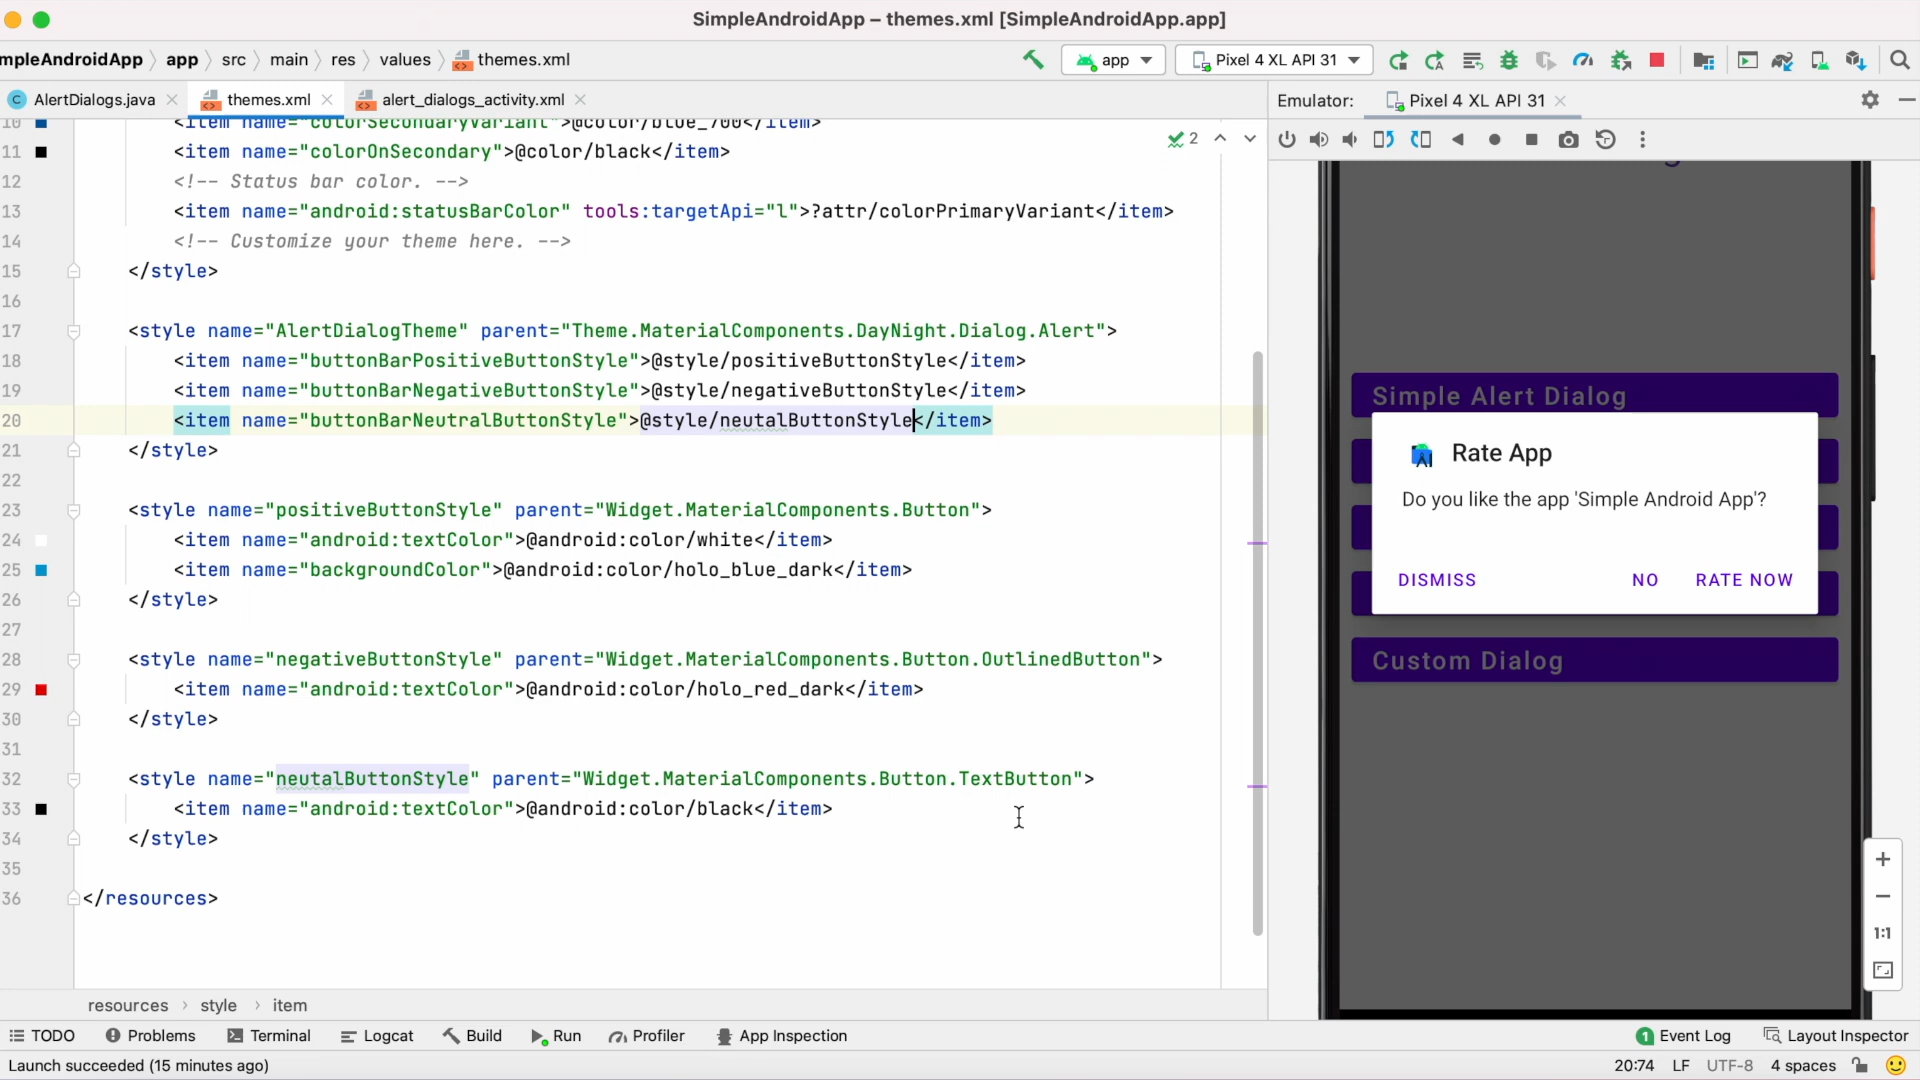 SimpleAndroidApp – themes.xml [SimpleAndroidApp.app]
mpleAndroidApp app src main res values themes.xml
app
Pixel 4 XL API 31
AlertDialogs.java
themes.xml
alert_dialogs_activity.xml
Emulator: Pixel 4 XL API 31
2
10 <item name="colorSecondaryVariant">@color/blue_700</item>
11 <item name="colorOnSecondary">@color/black</item>
12 <!-- Status bar color. -->
13 <item name="android:statusBarColor" tools:targetApi="l">?attr/colorPrimaryVariant</item>
14 <!-- Customize your theme here. -->
15 </style>
16
17 <style name="AlertDialogTheme" parent="Theme.MaterialComponents.DayNight.Dialog.Alert">
18 <item name="buttonBarPositiveButtonStyle">@style/positiveButtonStyle</item>
19 <item name="buttonBarNegativeButtonStyle">@style/negativeButtonStyle</item>
20 <item name="buttonBarNeutralButtonStyle">@style/neutalButtonStyle</item>
21 </style>
22
23 <style name="positiveButtonStyle" parent="Widget.MaterialComponents.Button">
24 <item name="android:textColor">@android:color/white</item>
25 <item name="backgroundColor">@android:color/holo_blue_dark</item>
26 </style>
27
28 <style name="negativeButtonStyle" parent="Widget.MaterialComponents.Button.OutlinedButton">
29 <item name="android:textColor">@android:color/holo_red_dark</item>
30 </style>
31
32 <style name="neutalButtonStyle" parent="Widget.MaterialComponents.Button.TextButton">
33 <item name="android:textColor">@android:color/black</item>
34 </style>
35
36 </resources>
Simple Alert Dialog
Rate App
Do you like the app 'Simple Android App'?
DISMISS NO RATE NOW
Custom Dialog
1:1
resources style item
TODO Problems Terminal Logcat Build Run Profiler App Inspection
1 Event Log Layout Inspector
Launch succeeded (15 minutes ago)
20:74 LF UTF-8 4 spaces